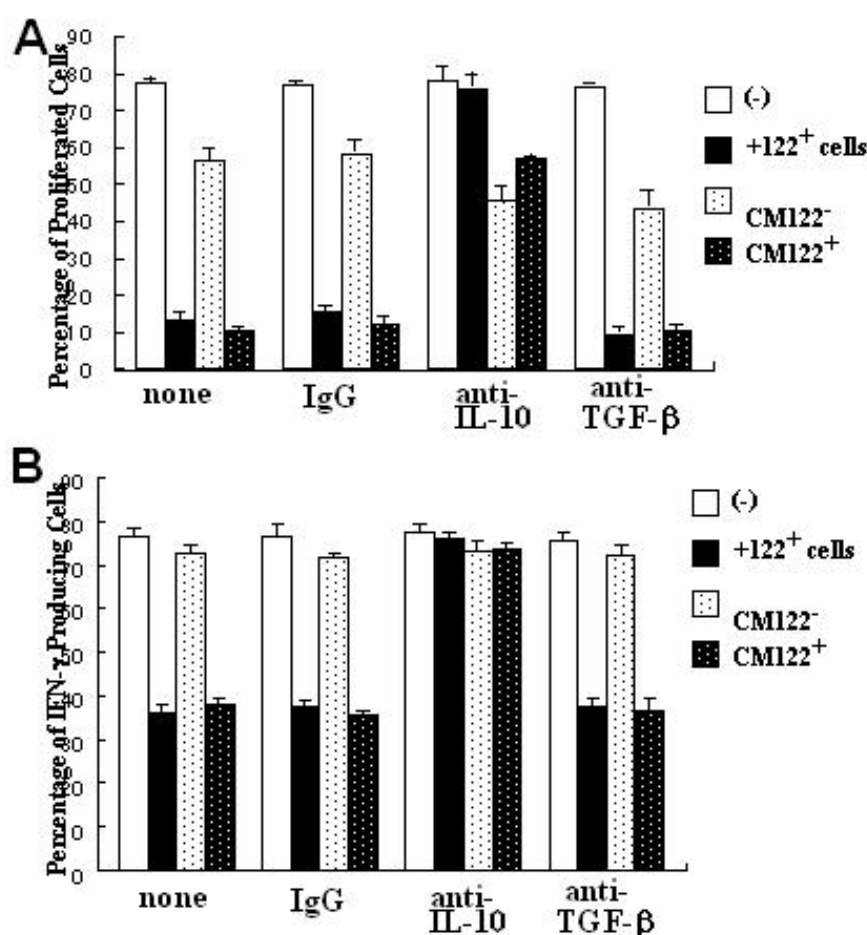 A
Percentage of Proliferated Cells
90
80
70
60
50
40
30
20
10
0
none
IgG
anti-
IL-10
anti-
TGF-β
(-)
+122+ cells
CM122-
CM122+
B
Percentage of IFN-γ Producing Cells
90
80
70
60
50
40
30
20
0
0
none
IgG
anti-
IL-10
anti-
TGF-β
(-)
+122+ cells
CM122-
CM122+